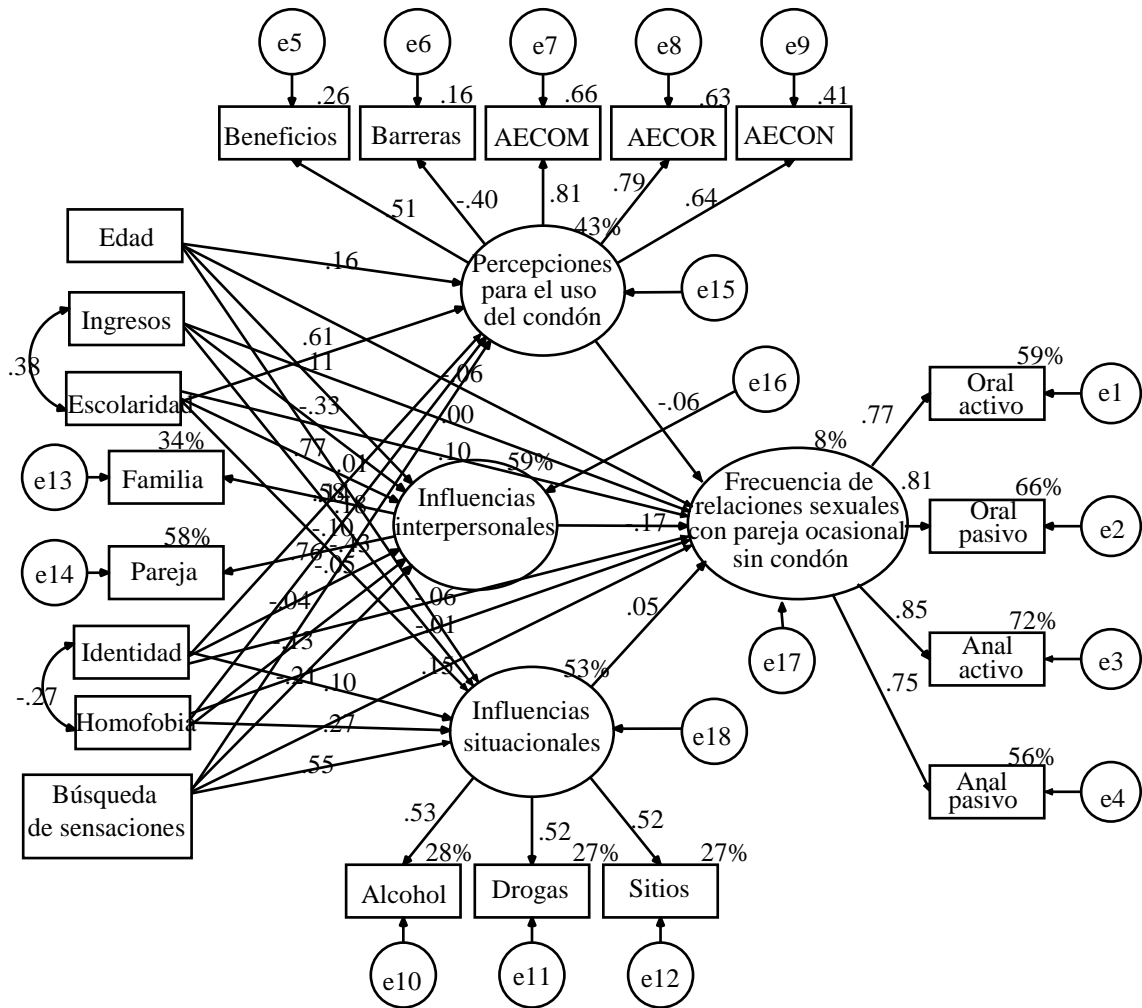 e5
e6
e7
e8
e9
.26
.16
.66
.63
.41
Beneficios
Barreras
AECOM
AECOR
AECON
.51
-.40
.81
.79
.64
43%
Edad
Percepciones
para el uso
del condón
e15
.16
Ingresos
.38
.61
.11
-.06
e16
-.06
59%
Oral
activo
e1
Escolaridad
-.33
.00
.77
34%
.77
.01
.10
59%
8%
Familia
e13
Influencias
interpersonales
Frecuencia de
relaciones sexuales
con pareja ocasional
sin condón
.81
66%
Oral
pasivo
e2
.18
-.17
-.10
58%
Pareja
e14
.76
-.05
-.04
-.06
.05
.85
72%
Identidad
-.13
-.01
Anal
activo
e3
-.27
-.21
.10
.15
53%
e17
.75
Homofobia
.27
Influencias
situacionales
e18
.55
Búsqueda
de sensaciones
56%
Anal
pasivo
e4
.53
.52
.52
28%
27%
27%
Alcohol
Drogas
Sitios
e10
e11
e12